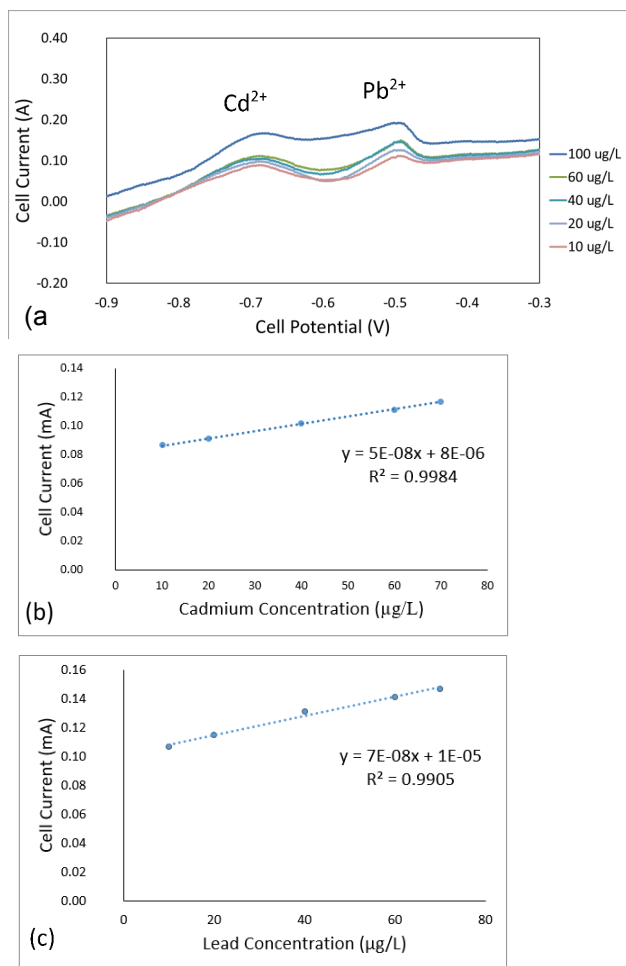 0.40
0.30
0.20
0.10
0.00
-0.10
-0.20
Cell Current (A)
Cd²⁺
Pb²⁺
100 ug/L
60 ug/L
40 ug/L
20 ug/L
10 ug/L
-0.9 -0.8 -0.7 -0.6 -0.5 -0.4 -0.3
Cell Potential (V)
(a
0.14
0.12
0.10
0.08
0.06
0.04
0.02
0.00
Cell Current (mA)
y = 5E-08x + 8E-06
R² = 0.9984
0 10 20 30 40 50 60 70 80
Cadmium Concentration (µg/L)
(b)
0.16
0.14
0.12
0.10
0.08
0.06
0.04
0.02
0.00
Cell Current (mA)
y = 7E-08x + 1E-05
R² = 0.9905
0 20 40 60 80
Lead Concentration (µg/L)
(c)